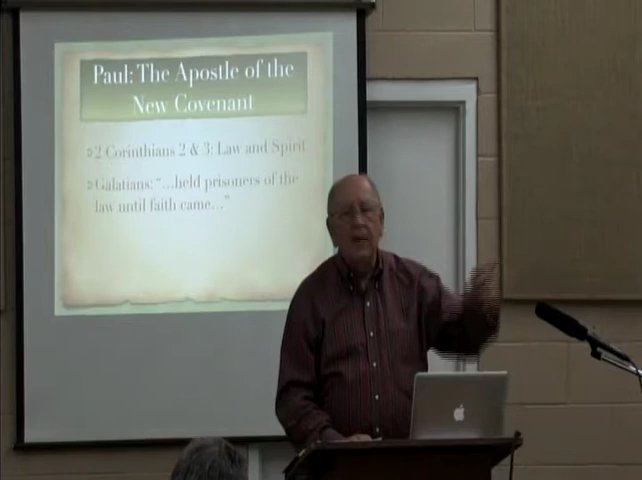 Paul: The Apostle of the
New Covenant
2 Corinthians 2 & 3: Law and Spirit
Galatians: “...held prisoners of the
law until faith came...”